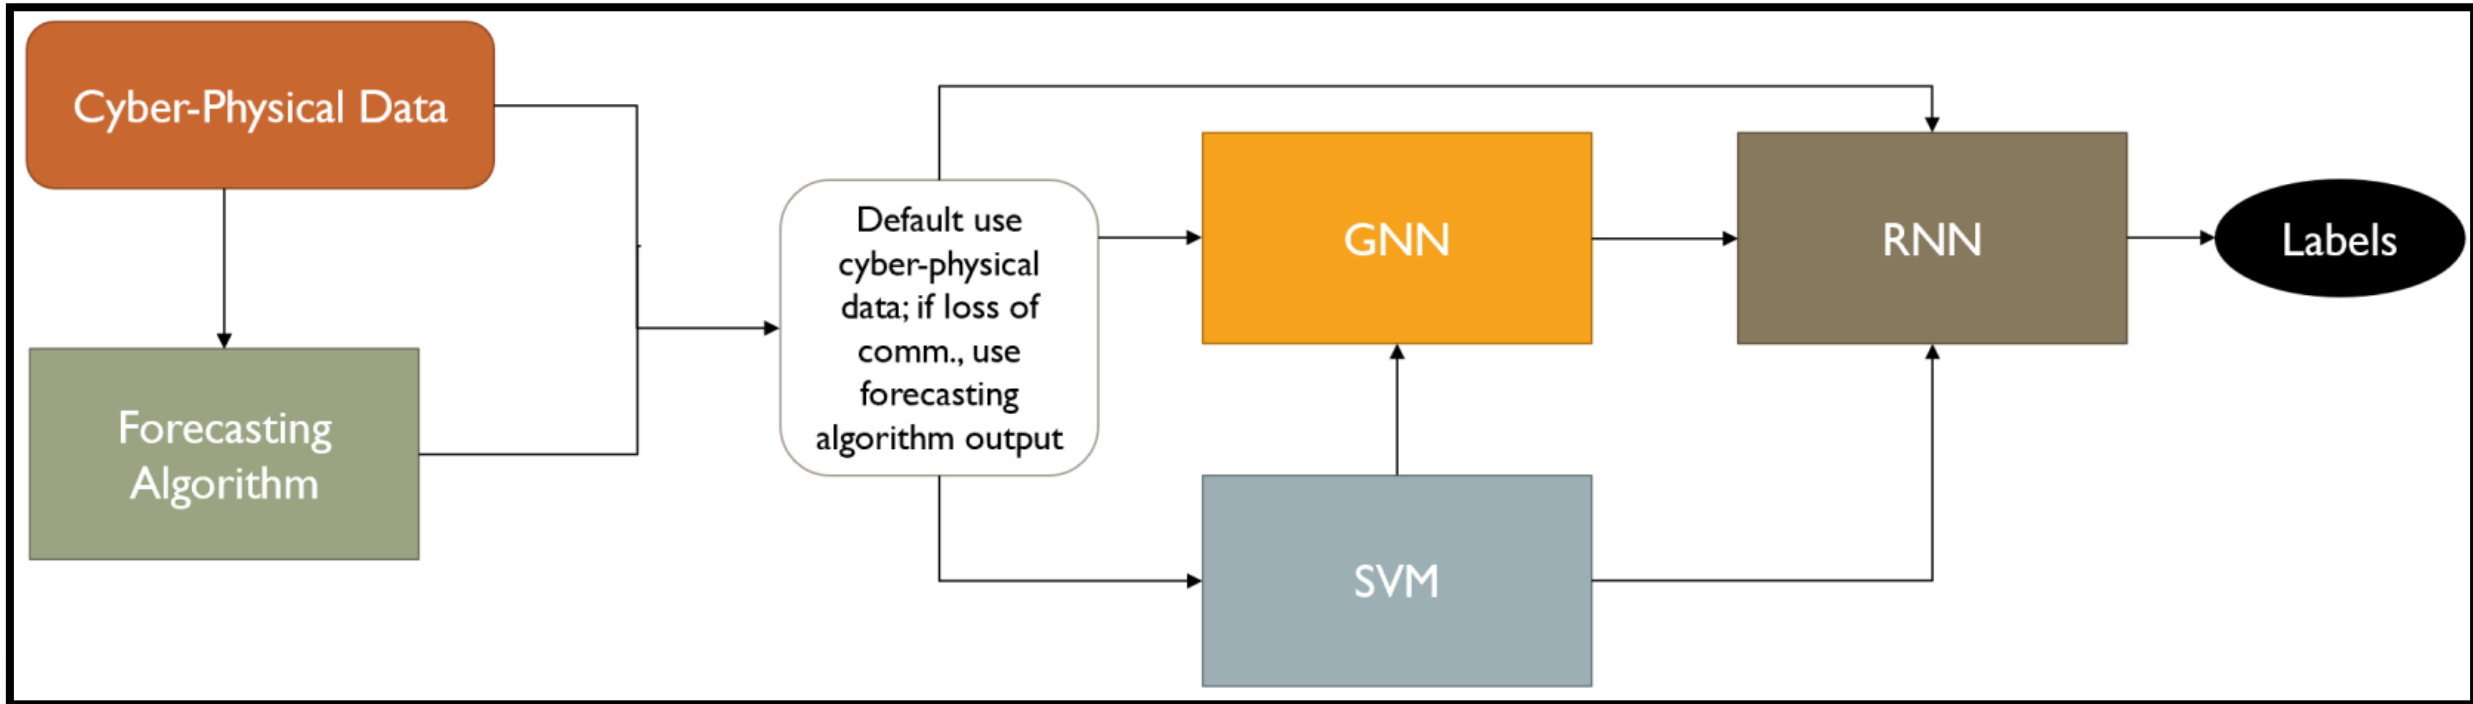 Cyber-Physical Data
Forecasting
Algorithm
Default use
cyber-physical
data; if loss of
comm., use
forecasting
algorithm output
GNN
SVM
RNN
Labels